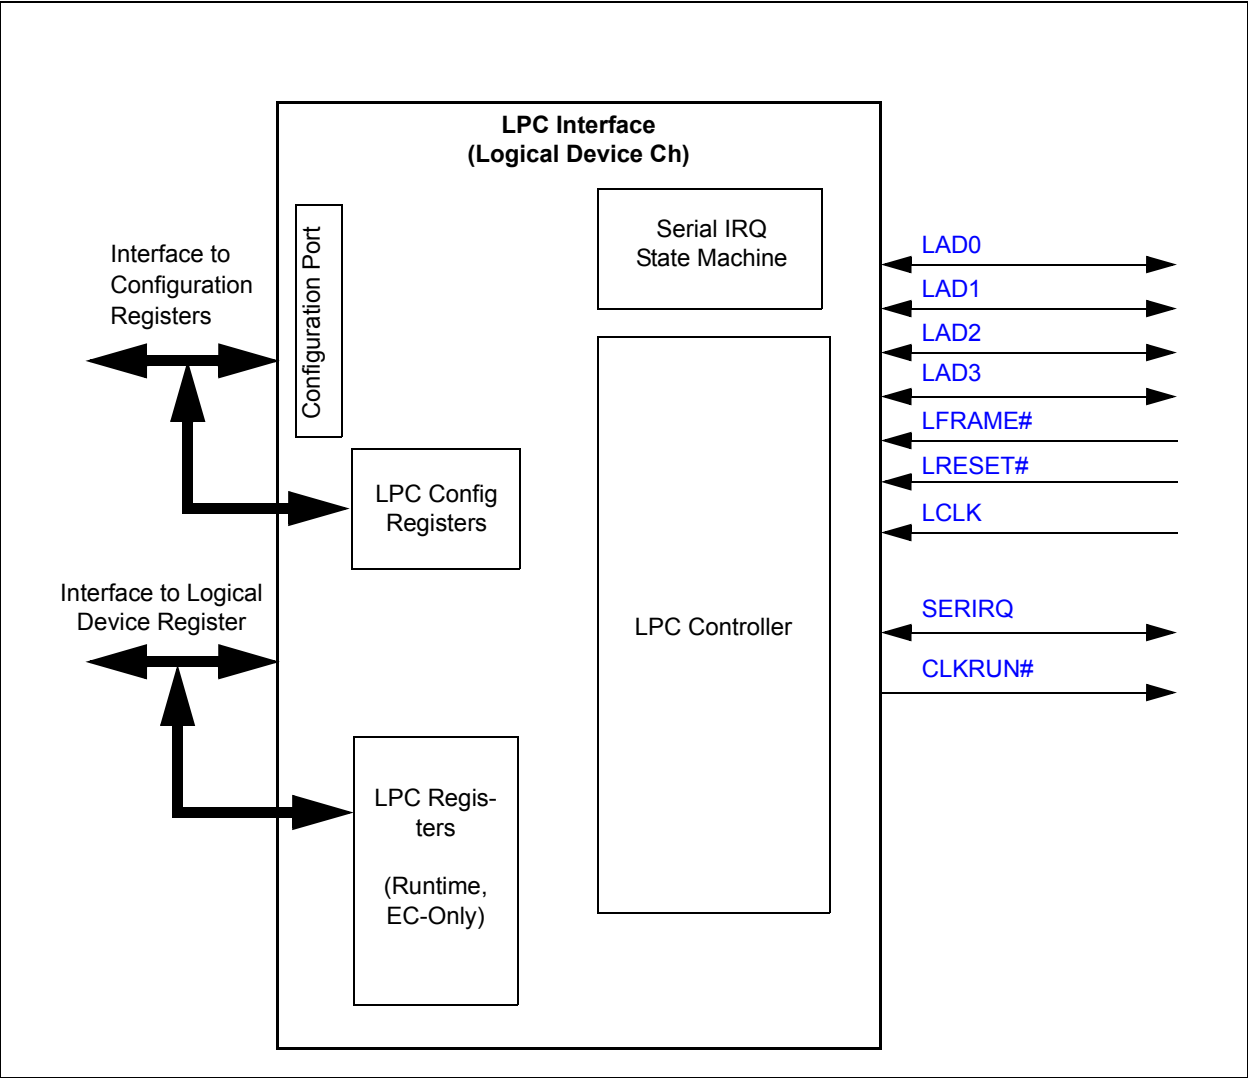 LPC Interface
(Logical Device Ch)
Serial IRQ
State Machine
Configuration Port
Interface to
Configuration
Registers
LAD0
LAD1
LAD2
LAD3
LFRAME#
LRESET#
LCLK
LPC Config
Registers
Interface to Logical
Device Register
LPC Controller
SERIRQ
CLKRUN#
LPC Regis-
ters
(Runtime,
EC-Only)